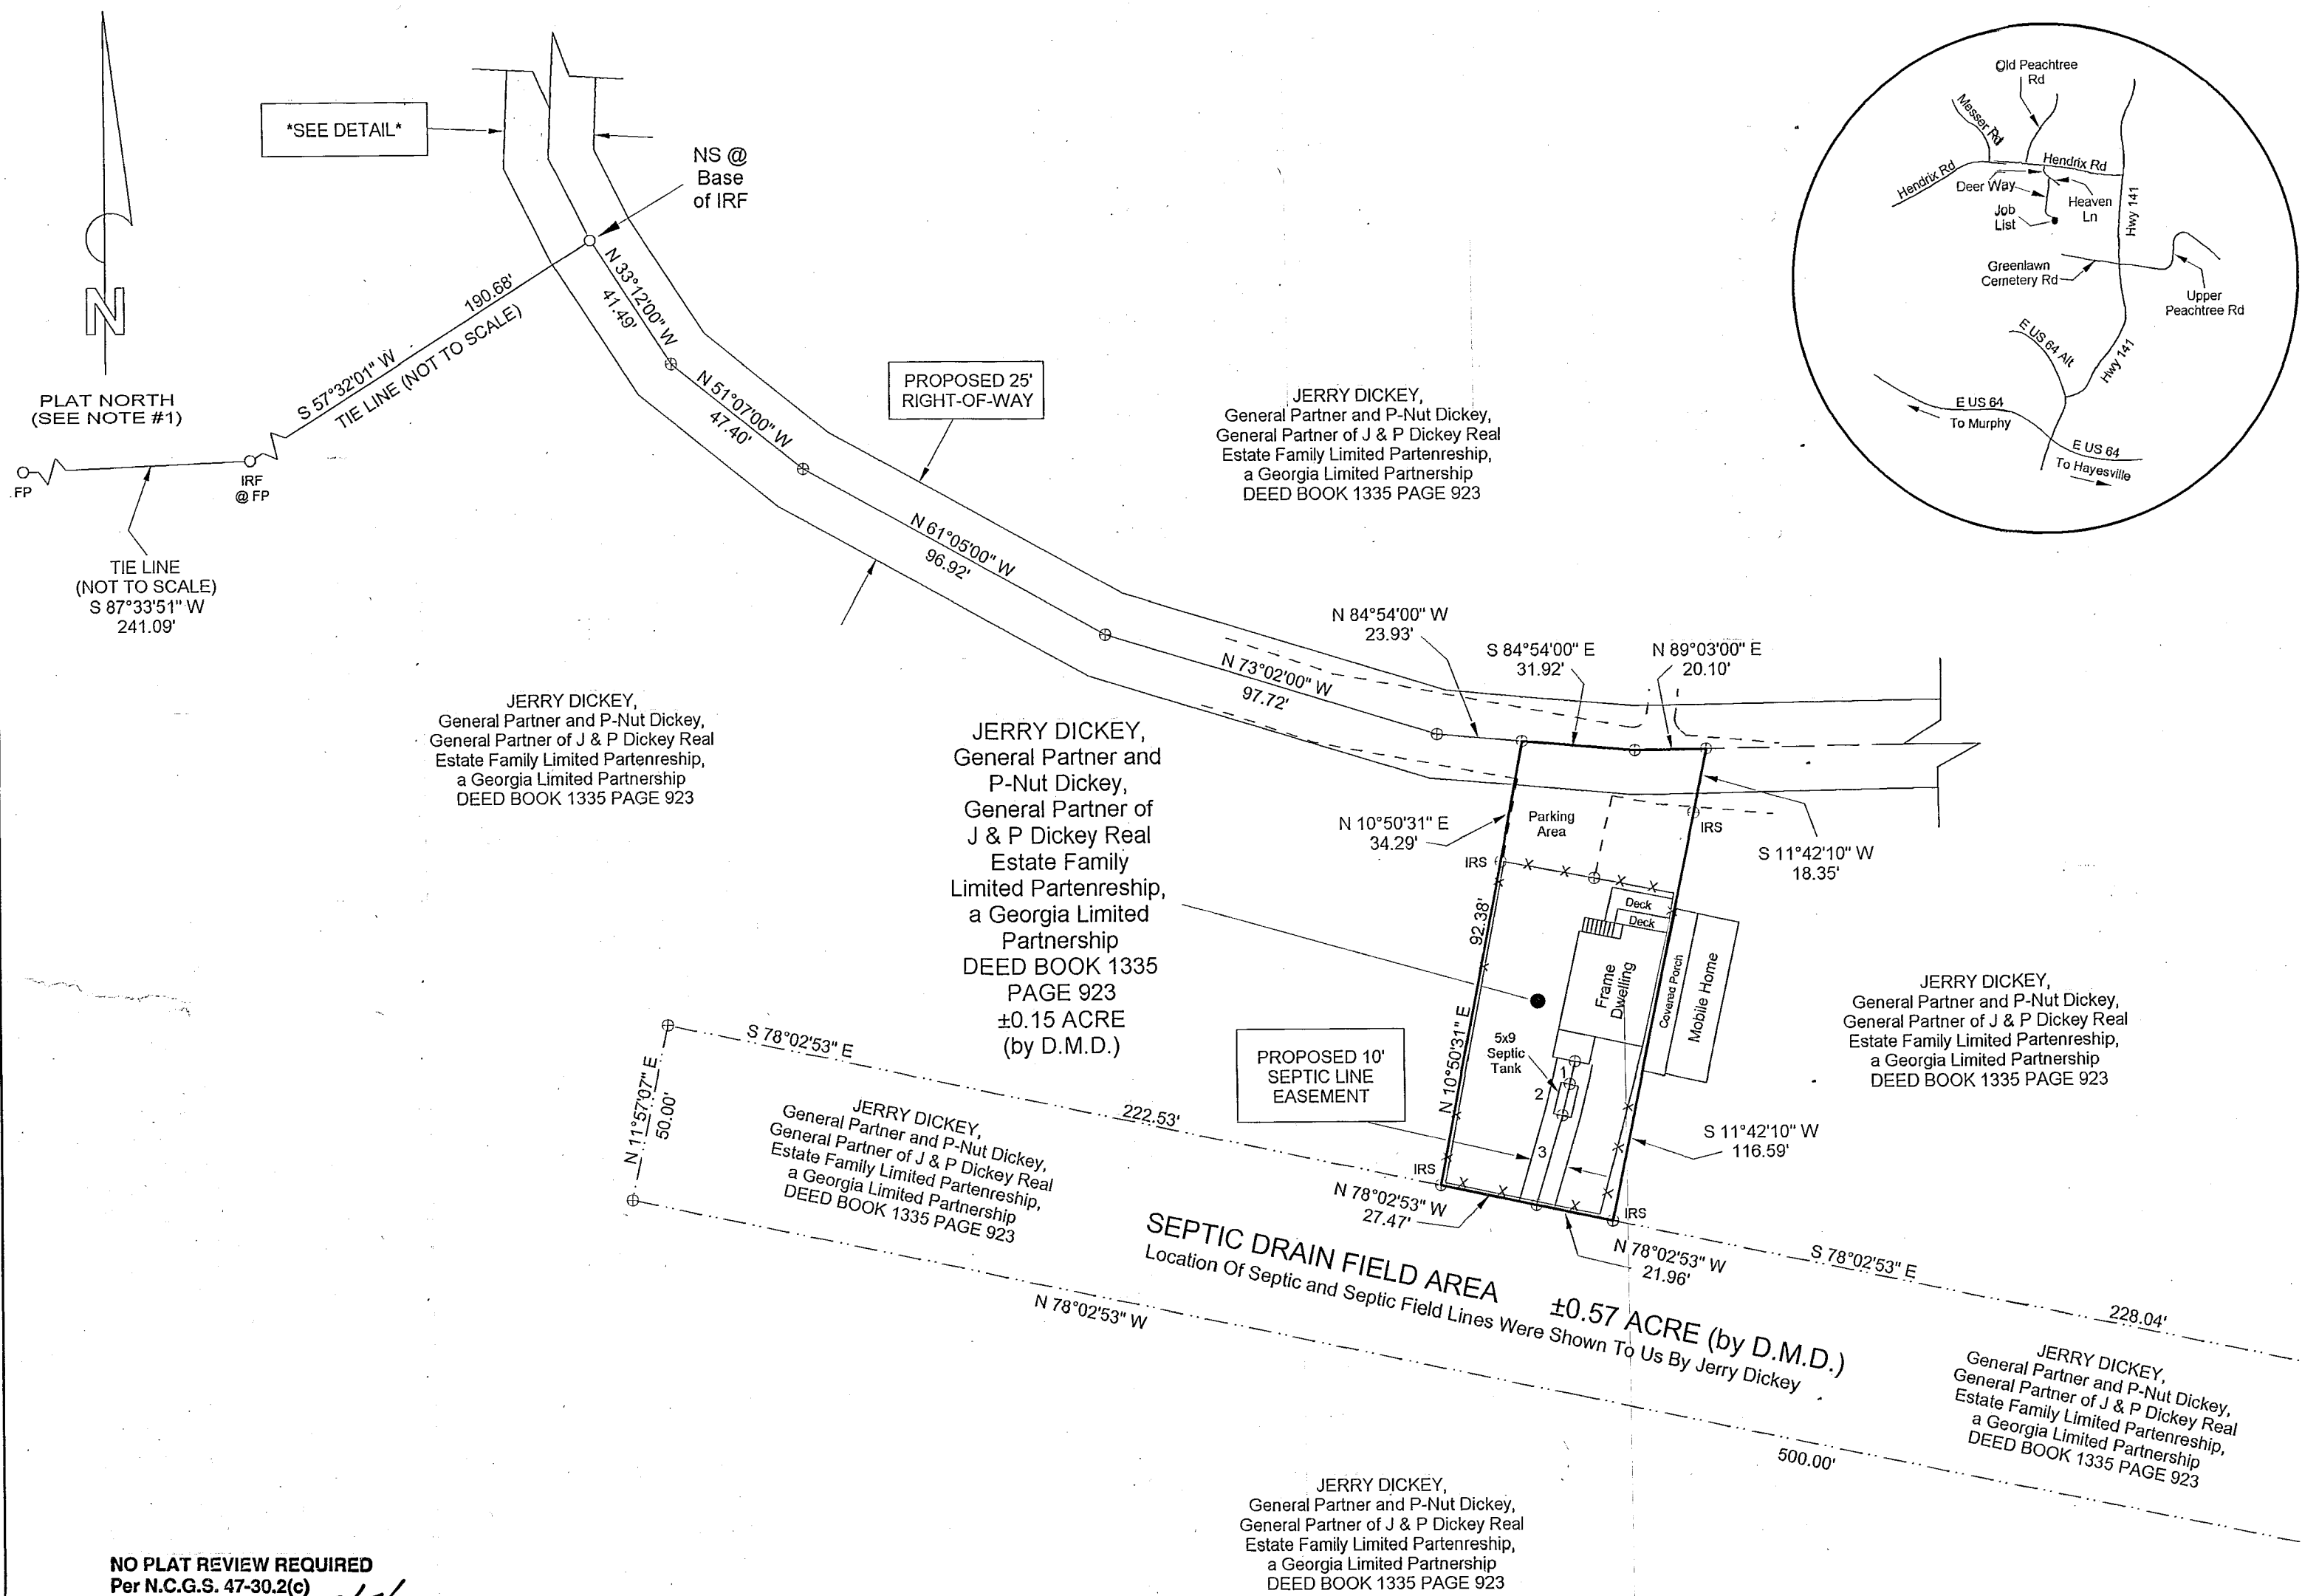 *SEE DETAIL*
NS @
Base
of IRF
N
PLAT NORTH
(SEE NOTE #1)
190.68'
S 57°32'01" W
TIE LINE (NOT TO SCALE)
FP
IRF
@ FP
TIE LINE
(NOT TO SCALE)
S 87°33'51" W
241.09'
N 33°12'00" W
41.49'
N 51°07'00" W
47.40'
N 61°05'00" W
96.92'
PROPOSED 25'
RIGHT-OF-WAY
N 73°02'00" W
97.72'
N 84°54'00" W
23.93'
S 84°54'00" E
31.92'
N 89°03'00" E
20.10'
Old Peachtree
Rd
Messer Rd
Hendrix Rd
Hendrix Rd
Deer Way
Heaven
Ln
Job
List
Hwy 141
Greenlawn
Cemetery Rd
Upper
Peachtree Rd
E US 64 Alt
Hwy 141
E US 64
To Murphy
E US 64
To Hayesville
JERRY DICKEY,
General Partner and P-Nut Dickey,
General Partner of J & P Dickey Real
Estate Family Limited Partenreship,
a Georgia Limited Partnership
DEED BOOK 1335 PAGE 923
JERRY DICKEY,
General Partner and P-Nut Dickey,
General Partner of J & P Dickey Real
Estate Family Limited Partenreship,
a Georgia Limited Partnership
DEED BOOK 1335 PAGE 923
JERRY DICKEY,
General Partner and
P-Nut Dickey,
General Partner of
J & P Dickey Real
Estate Family
Limited Partenreship,
a Georgia Limited
Partnership
DEED BOOK 1335
PAGE 923
±0.15 ACRE
(by D.M.D.)
N 10°50'31" E
34.29'
Parking
Area
IRS
IRS
S 11°42'10" W
18.35'
Deck
Deck
92.38'
N 10°50'31" E
Frame
Dwelling
Covered Porch
Mobile Home
5x9
Septic
Tank
1
2
3
PROPOSED 10'
SEPTIC LINE
EASEMENT
S 11°42'10" W
116.59'
JERRY DICKEY,
General Partner and P-Nut Dickey,
General Partner of J & P Dickey Real
Estate Family Limited Partenreship,
a Georgia Limited Partnership
DEED BOOK 1335 PAGE 923
IRS
IRS
N 78°02'53" W
27.47'
N 78°02'53" W
21.96'
S 78°02'53" E
222.53'
N 11°57'07" E
50.00'
JERRY DICKEY,
General Partner and P-Nut Dickey,
General Partner of J & P Dickey Real
Estate Family Limited Partenreship,
a Georgia Limited Partnership
DEED BOOK 1335 PAGE 923
SEPTIC DRAIN FIELD AREA ±0.57 ACRE (by D.M.D.)
Location Of Septic and Septic Field Lines Were Shown To Us By Jerry Dickey
S 78°02'53" E
228.04'
N 78°02'53" W
500.00'
JERRY DICKEY,
General Partner and P-Nut Dickey,
General Partner of J & P Dickey Real
Estate Family Limited Partenreship,
a Georgia Limited Partnership
DEED BOOK 1335 PAGE 923
JERRY DICKEY,
General Partner and P-Nut Dickey,
General Partner of J & P Dickey Real
Estate Family Limited Partenreship,
a Georgia Limited Partnership
DEED BOOK 1335 PAGE 923
NO PLAT REVIEW REQUIRED
Per N.C.G.S. 47-30.2(c)